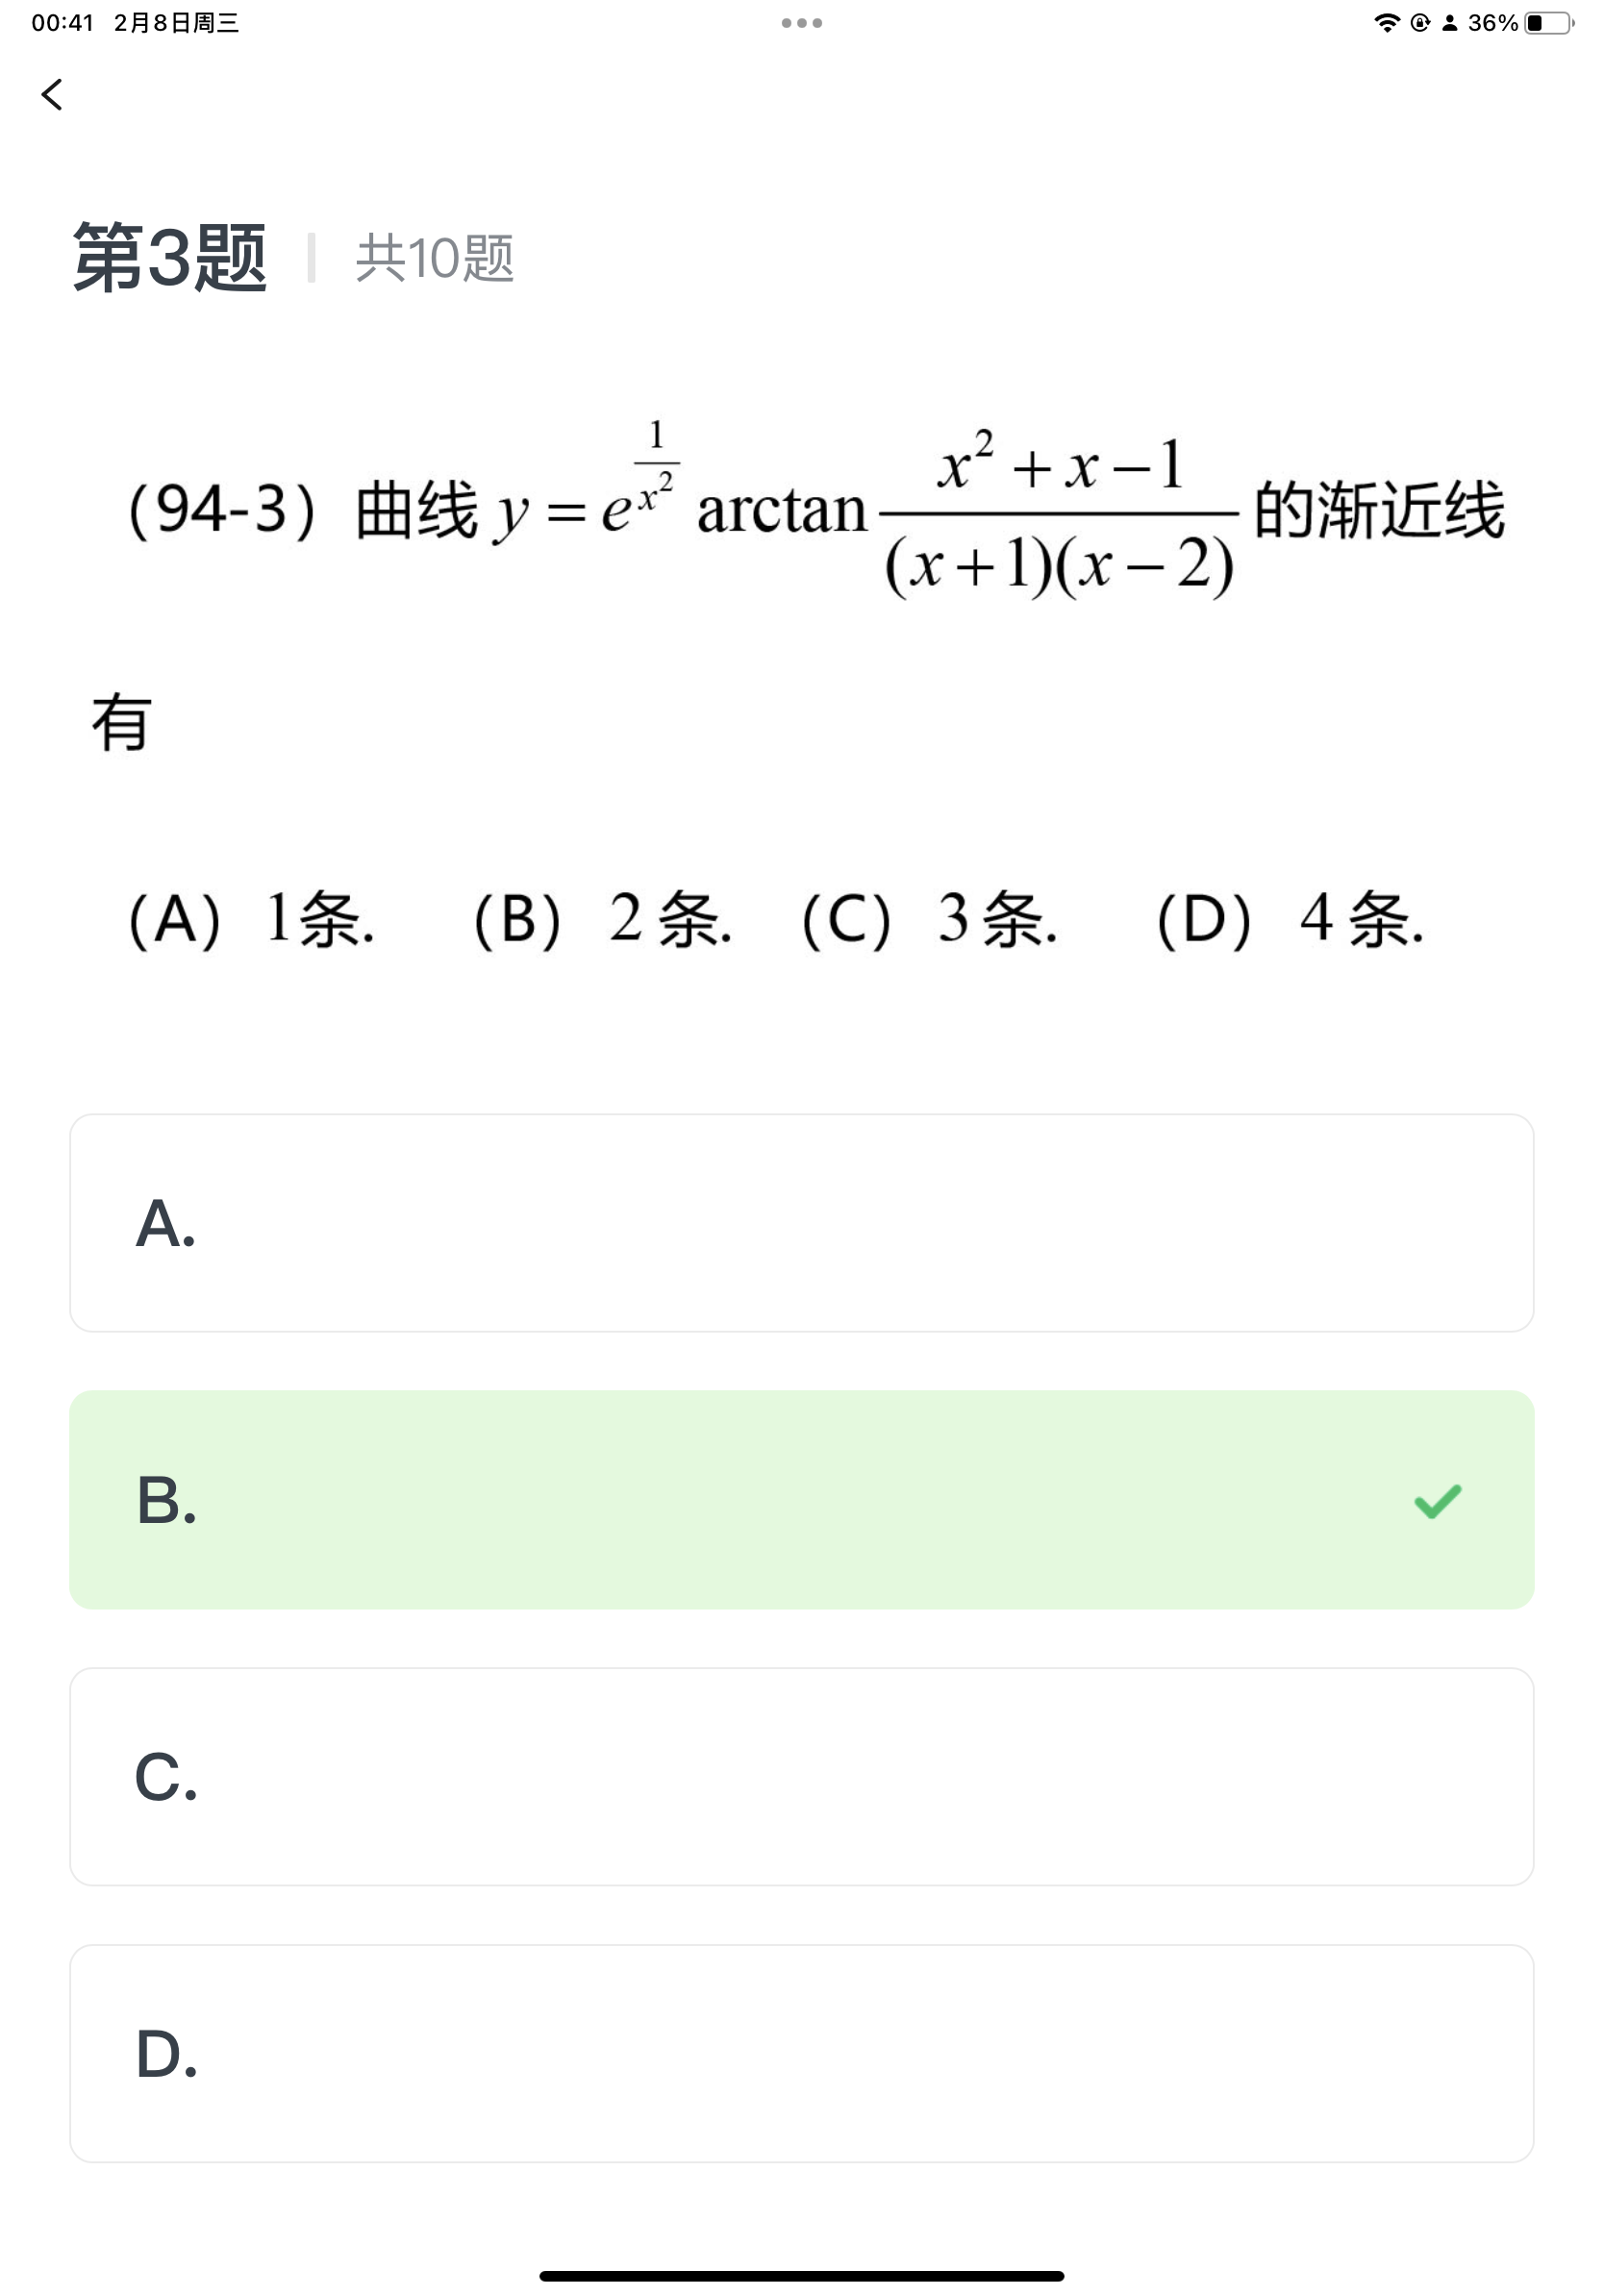 00:41 2月8日周三
36%
第3题 共10题
(94-3) 曲线 $y = e^{\frac{1}{x^2}} \arctan \frac{x^2 + x - 1}{(x+1)(x-2)}$ 的渐近线
有
(A) 1条. (B) 2条. (C) 3条. (D) 4条.
A.
B.
C.
D.